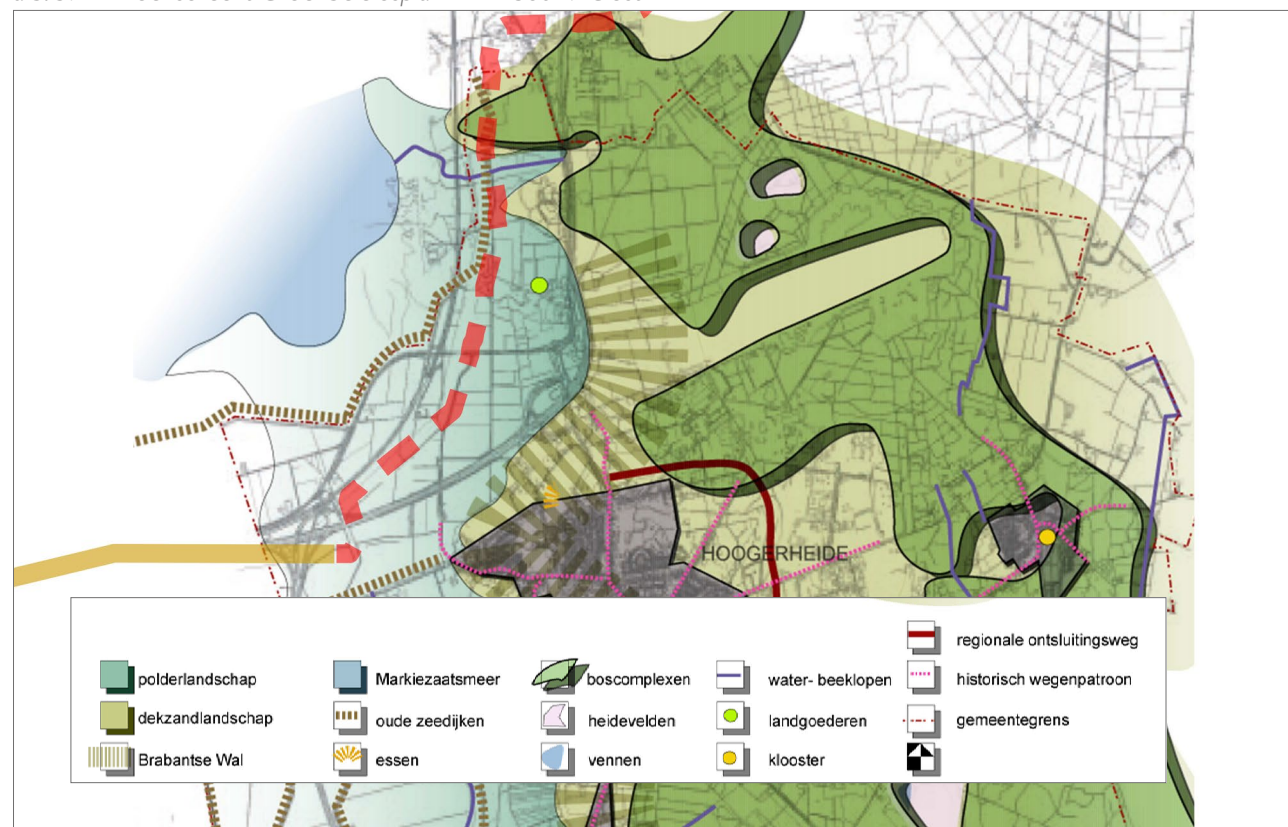 HOOGERHEIDE
regionale ontsluitingsweg
polderlandschap
Markiezaatsmeer
boscomplexen
water- beeklopen
historisch wegenpatroon
dekzandlandschap
oude zeedijken
heidevelden
landgoederen
gemeentegrens
Brabantse Wal
essen
vennen
klooster